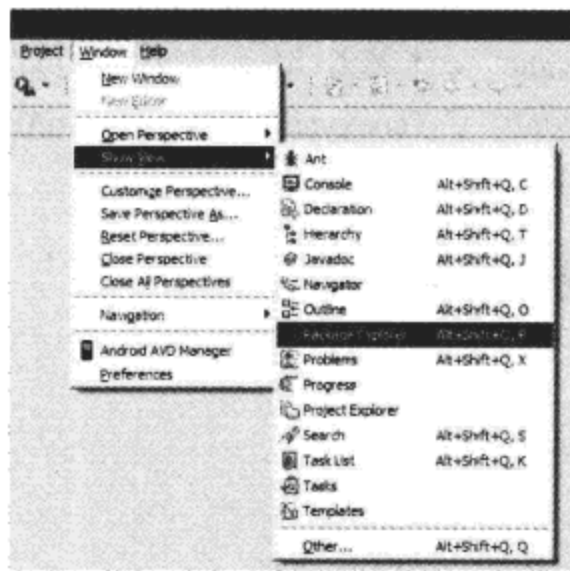 Project Window Help
New Window
New Editor
Open Perspective
Show View
Customize Perspective...
Save Perspective As...
Reset Perspective...
Close Perspective
Close All Perspectives
Navigation
Android AVD Manager
Preferences
Ant
Console Alt+Shift+Q, C
Declaration Alt+Shift+Q, D
Hierarchy Alt+Shift+Q, T
Javadoc Alt+Shift+Q, J
Navigator
Outline Alt+Shift+Q, O
Package Explorer Alt+Shift+Q, P
Problems Alt+Shift+Q, X
Progress
Project Explorer
Search Alt+Shift+Q, S
Task List Alt+Shift+Q, K
Tasks
Templates
Other... Alt+Shift+Q, Q